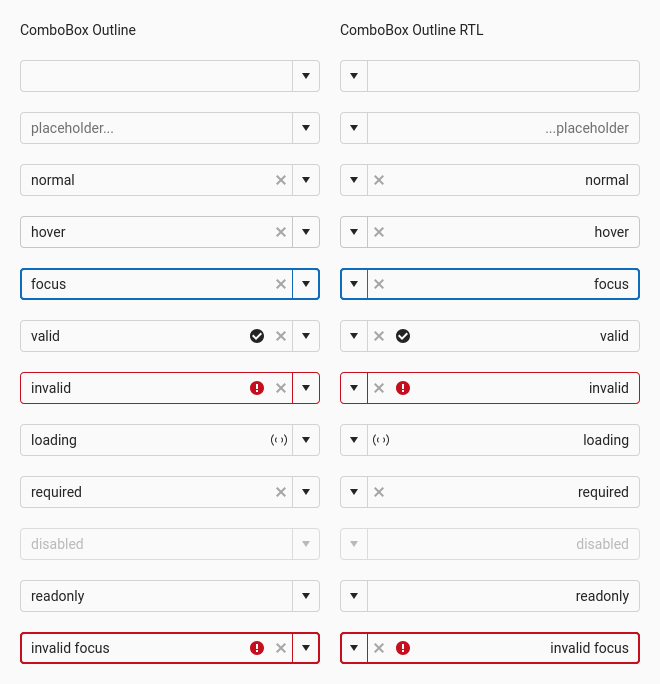 ComboBox Outline
ComboBox Outline RTL
placeholder...
...placeholder
normal
normal
hover
hover
focus
focus
valid
valid
invalid
invalid
loading
loading
required
required
disabled
disabled
readonly
readonly
invalid focus
invalid focus